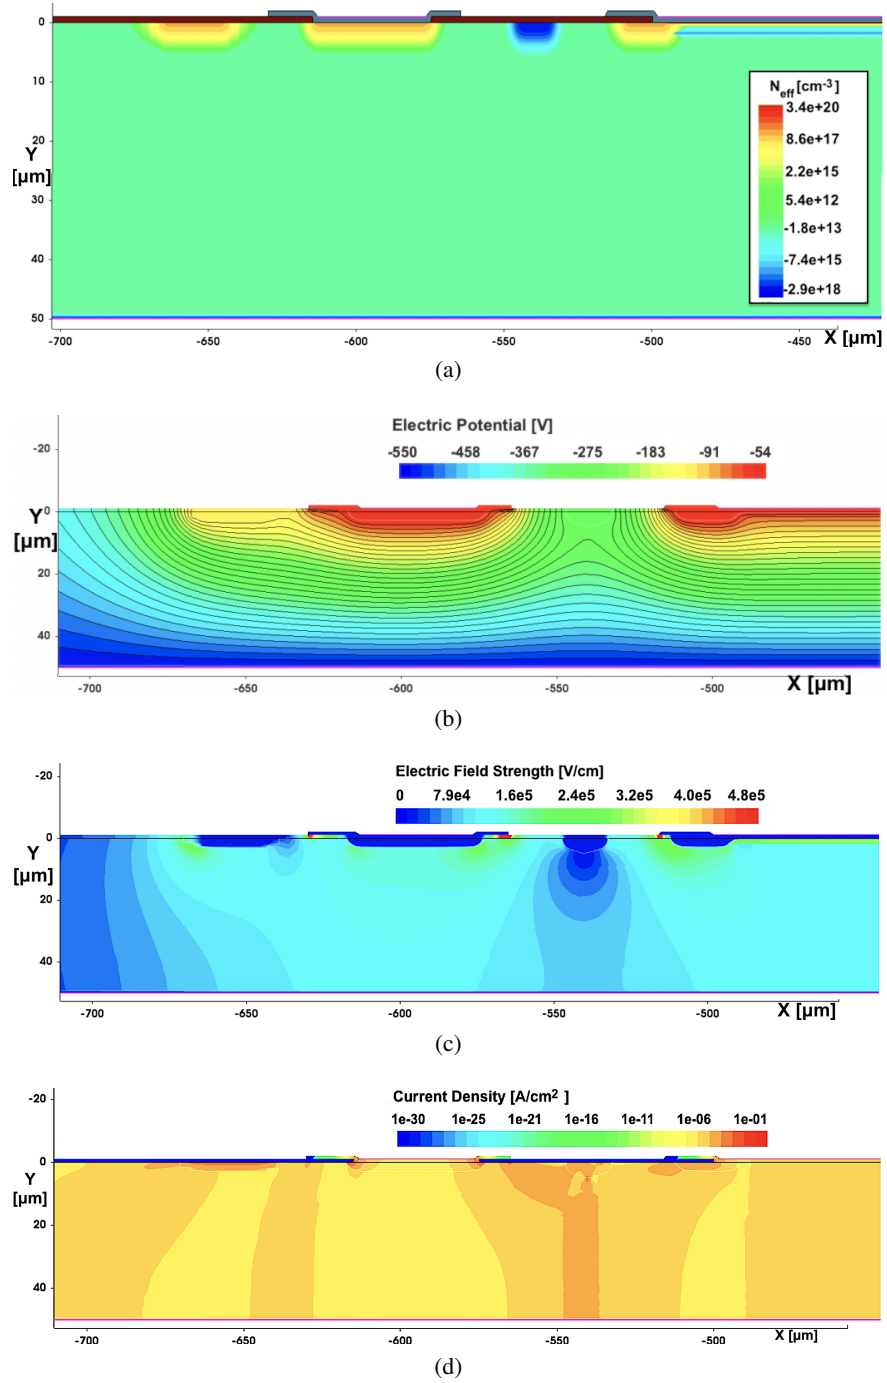 0
10
20
30
40
50
Y
[µm]
N_eff [cm⁻³]
3.4e+20
8.6e+17
2.2e+15
5.4e+12
-1.8e+13
-7.4e+15
-2.9e+18
-700 -650 -600 -550 -500 -450 X [µm]
(a)
Electric Potential [V]
-550 -458 -367 -275 -183 -91 -54
-20
0
20
40
Y
[µm]
-700 -650 -600 -550 -500 X [µm]
(b)
Electric Field Strength [V/cm]
0 7.9e4 1.6e5 2.4e5 3.2e5 4.0e5 4.8e5
-20
0
20
40
Y
[µm]
-700 -650 -600 -550 -500 X [µm]
(c)
Current Density [A/cm² ]
1e-30 1e-25 1e-21 1e-16 1e-11 1e-06 1e-01
-20
0
20
40
Y
[µm]
-700 -650 -600 -550 -500 X [µm]
(d)